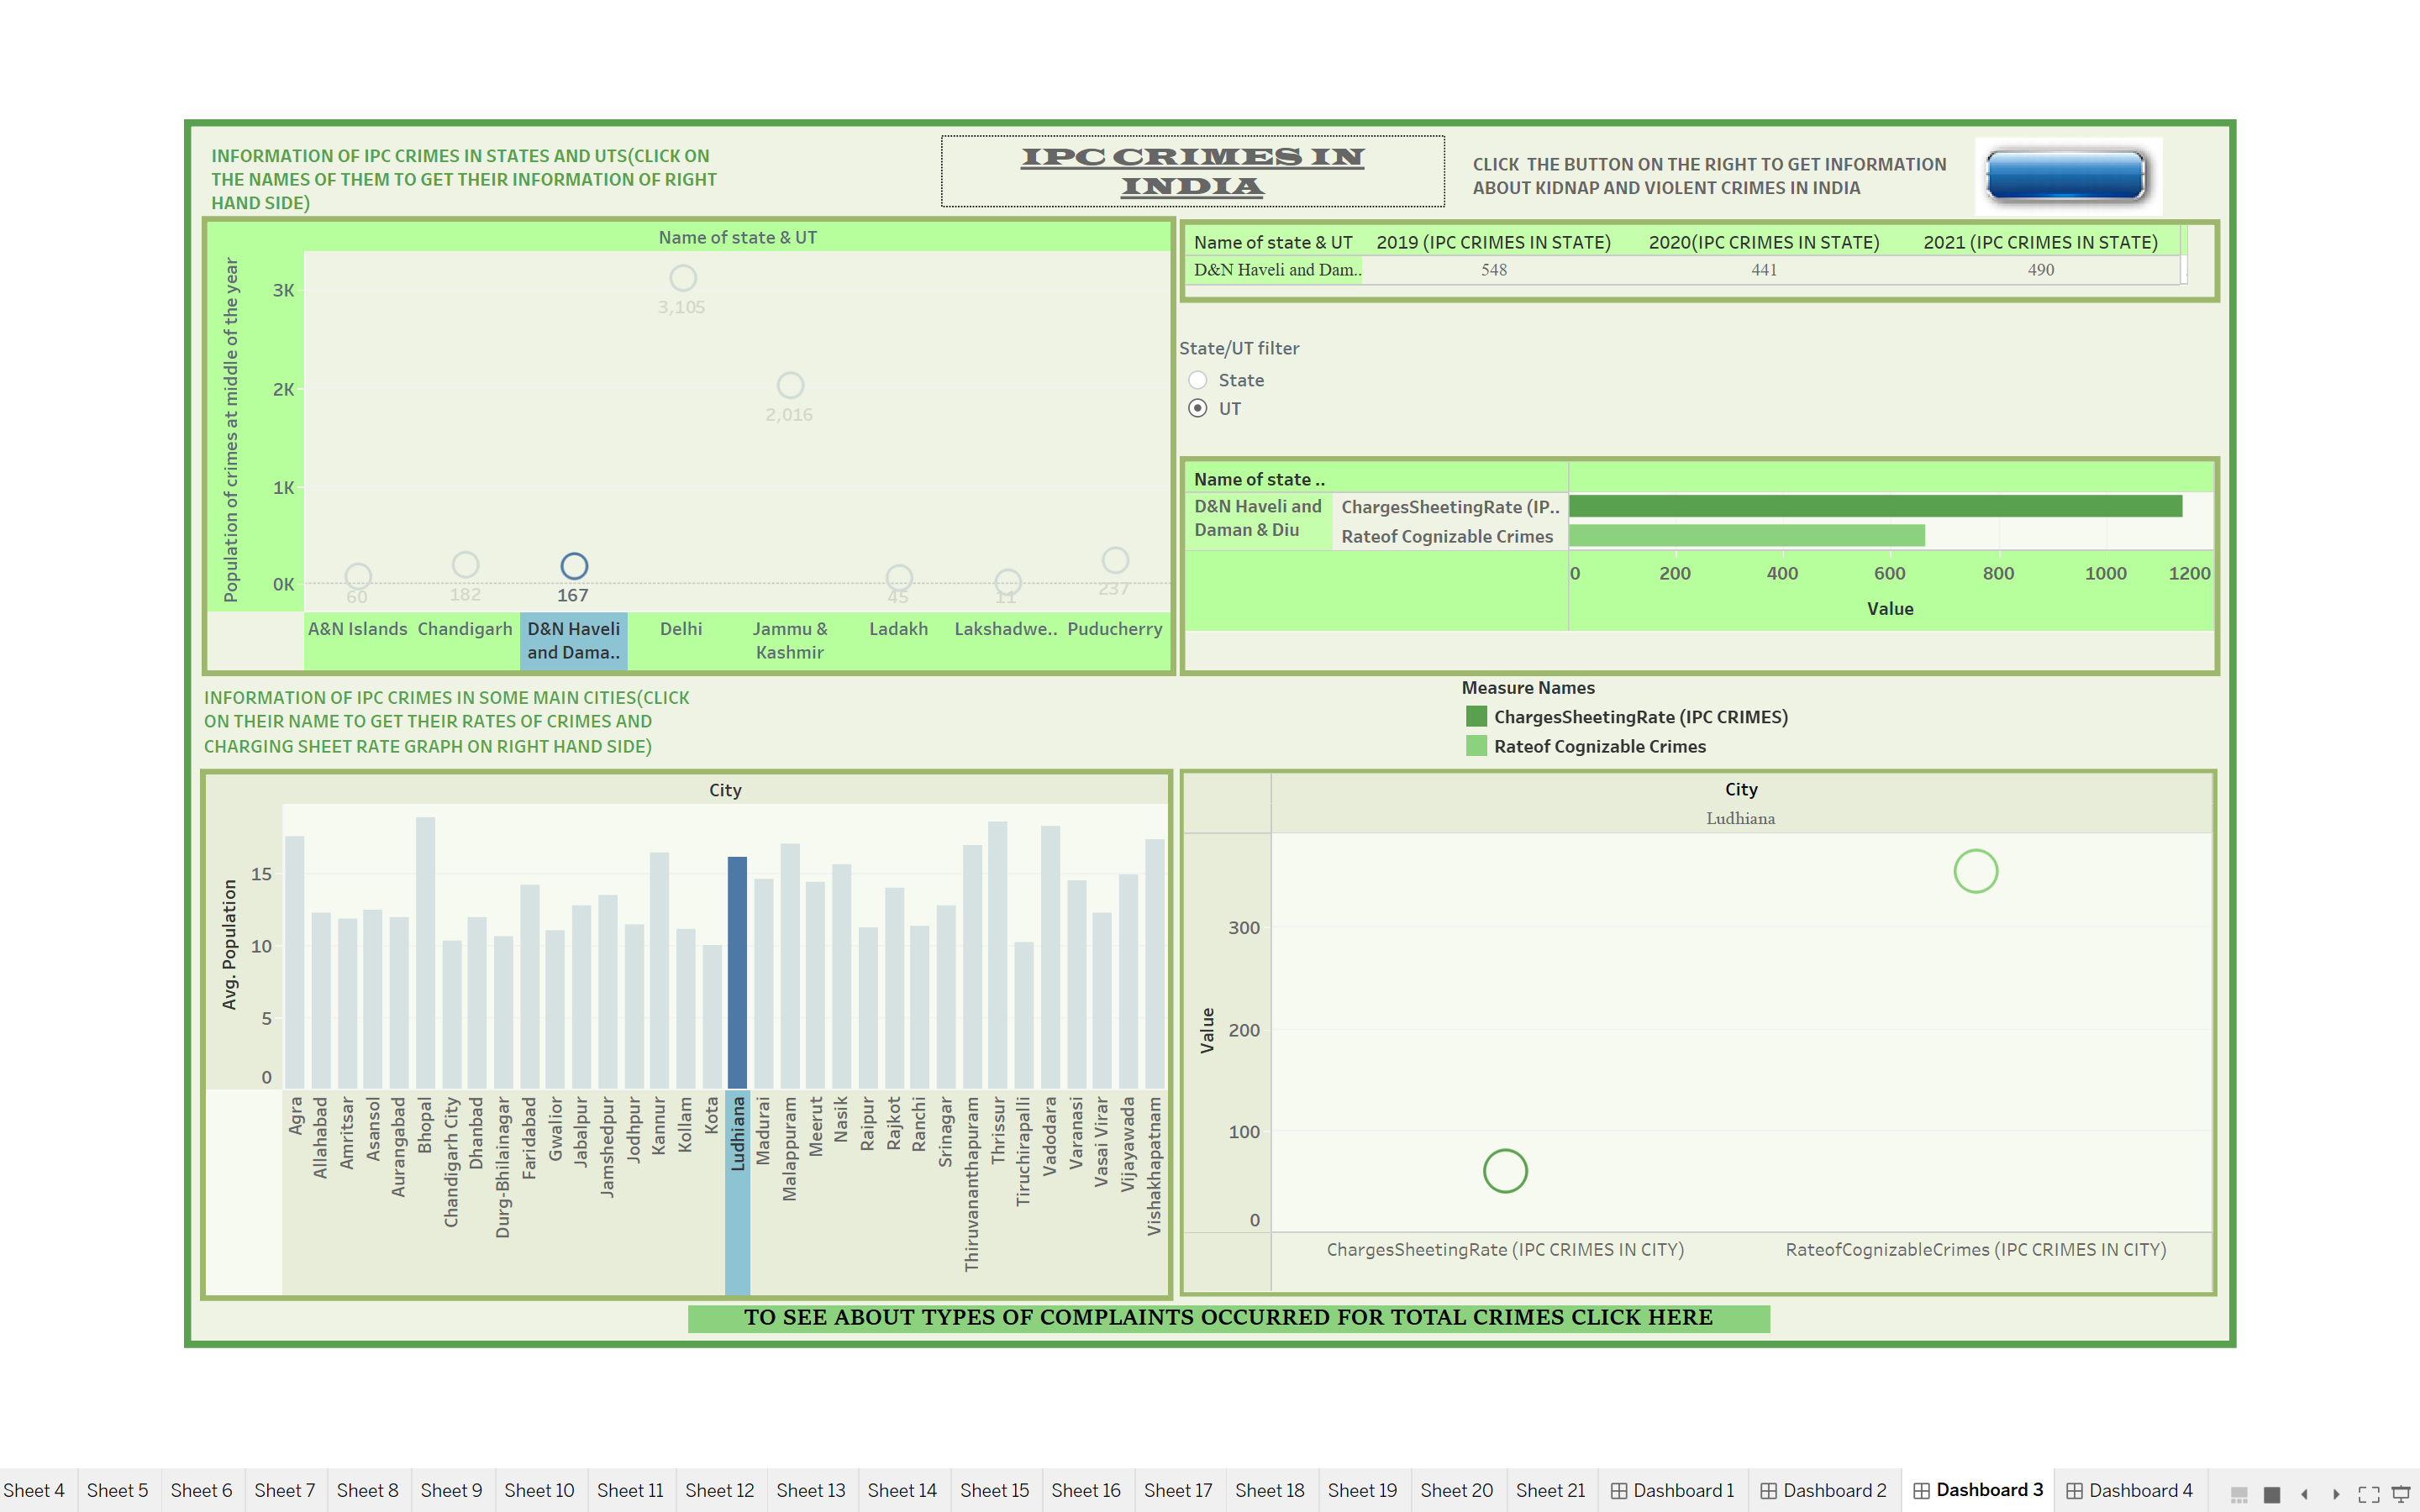 INFORMATION OF IPC CRIMES IN STATES AND UTS(CLICK ON
THE NAMES OF THEM TO GET THEIR INFORMATION OF RIGHT
HAND SIDE)
IPC CRIMES IN
INDIA
CLICK THE BUTTON ON THE RIGHT TO GET INFORMATION
ABOUT KIDNAP AND VIOLENT CRIMES IN INDIA
Name of state & UT
Population of crimes at middle of the year
3K
2K
1K
0K
3,105
2,016
60
182
167
45
11
237
A&N Islands
Chandigarh
D&N Haveli
and Dama..
Delhi
Jammu &
Kashmir
Ladakh
Lakshadwe..
Puducherry
Name of state & UT 2019 (IPC CRIMES IN STATE) 2020(IPC CRIMES IN STATE) 2021 (IPC CRIMES IN STATE)
D&N Haveli and Dam.. 548 441 490
State/UT filter
State
UT
Name of state ..
D&N Haveli and
Daman & Diu
ChargesSheetingRate (IP..
Rateof Cognizable Crimes
0 200 400 600 800 1000 1200
Value
INFORMATION OF IPC CRIMES IN SOME MAIN CITIES(CLICK
ON THEIR NAME TO GET THEIR RATES OF CRIMES AND
CHARGING SHEET RATE GRAPH ON RIGHT HAND SIDE)
Measure Names
ChargesSheetingRate (IPC CRIMES)
Rateof Cognizable Crimes
City
Avg. Population
15
10
5
0
Agra
Allahabad
Amritsar
Asansol
Aurangabad
Bhopal
Chandigarh City
Dhanbad
Durg-Bhilainagar
Faridabad
Gwalior
Jabalpur
Jamshedpur
Jodhpur
Kannur
Kollam
Kota
Ludhiana
Madurai
Malappuram
Meerut
Nasik
Raipur
Rajkot
Ranchi
Srinagar
Thiruvananthapuram
Thrissur
Tiruchirapalli
Vadodara
Varanasi
Vasai Virar
Vijayawada
Vishakhapatnam
City
Ludhiana
Value
300
200
100
0
ChargesSheetingRate (IPC CRIMES IN CITY)
RateofCognizableCrimes (IPC CRIMES IN CITY)
TO SEE ABOUT TYPES OF COMPLAINTS OCCURRED FOR TOTAL CRIMES CLICK HERE
Sheet 4 Sheet 5 Sheet 6 Sheet 7 Sheet 8 Sheet 9 Sheet 10 Sheet 11 Sheet 12 Sheet 13 Sheet 14 Sheet 15 Sheet 16 Sheet 17 Sheet 18 Sheet 19 Sheet 20 Sheet 21 Dashboard 1 Dashboard 2 Dashboard 3 Dashboard 4